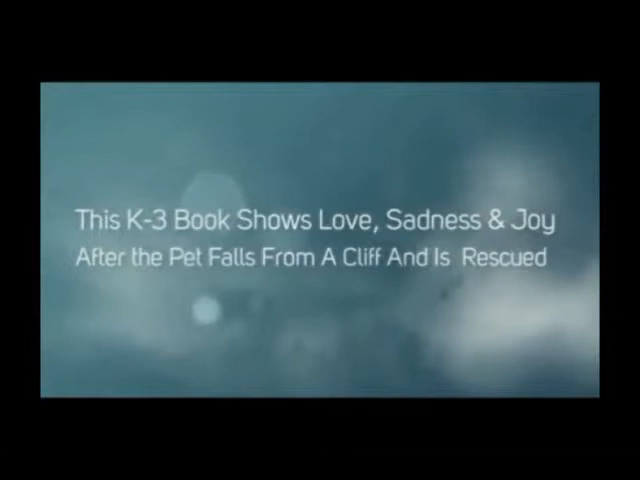 This K-3 Book Shows Love, Sadness & Joy
After the Pet Falls From A Cliff And Is  Rescued